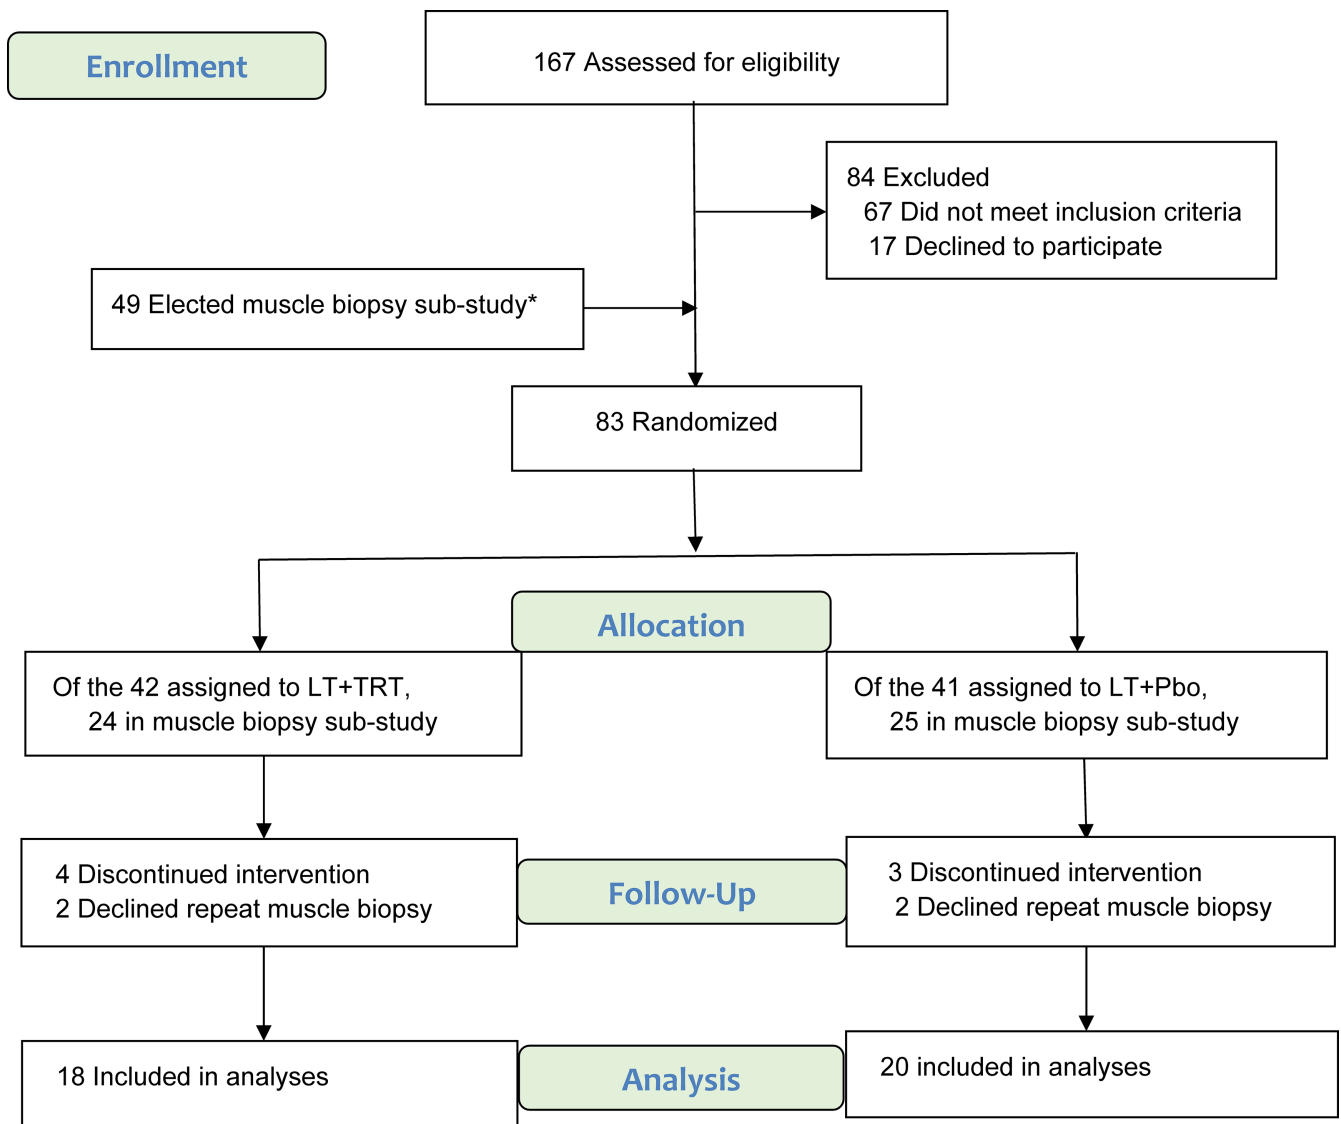 Enrollment
167 Assessed for eligibility
84 Excluded
67 Did not meet inclusion criteria
17 Declined to participate
49 Elected muscle biopsy sub-study*
83 Randomized
Allocation
Of the 42 assigned to LT+TRT,
24 in muscle biopsy sub-study
Of the 41 assigned to LT+Pbo,
25 in muscle biopsy sub-study
4 Discontinued intervention
2 Declined repeat muscle biopsy
Follow-Up
3 Discontinued intervention
2 Declined repeat muscle biopsy
18 Included in analyses
Analysis
20 included in analyses